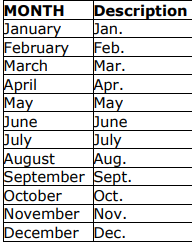 MONTH Description
January Jan.
February Feb.
March Mar.
April Apr.
May May
June June
July July
August Aug.
September Sept.
October Oct.
November Nov.
December Dec.